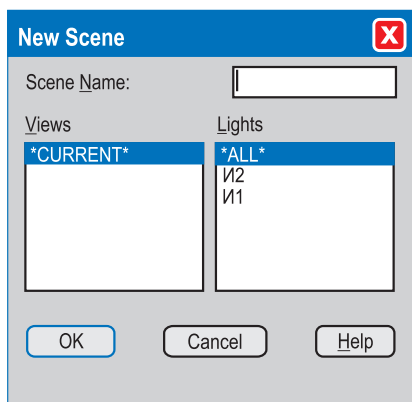 New Scene
X
Scene Name:
Views
Lights
*CURRENT*
*ALL*
И2
И1
OK
Cancel
Help